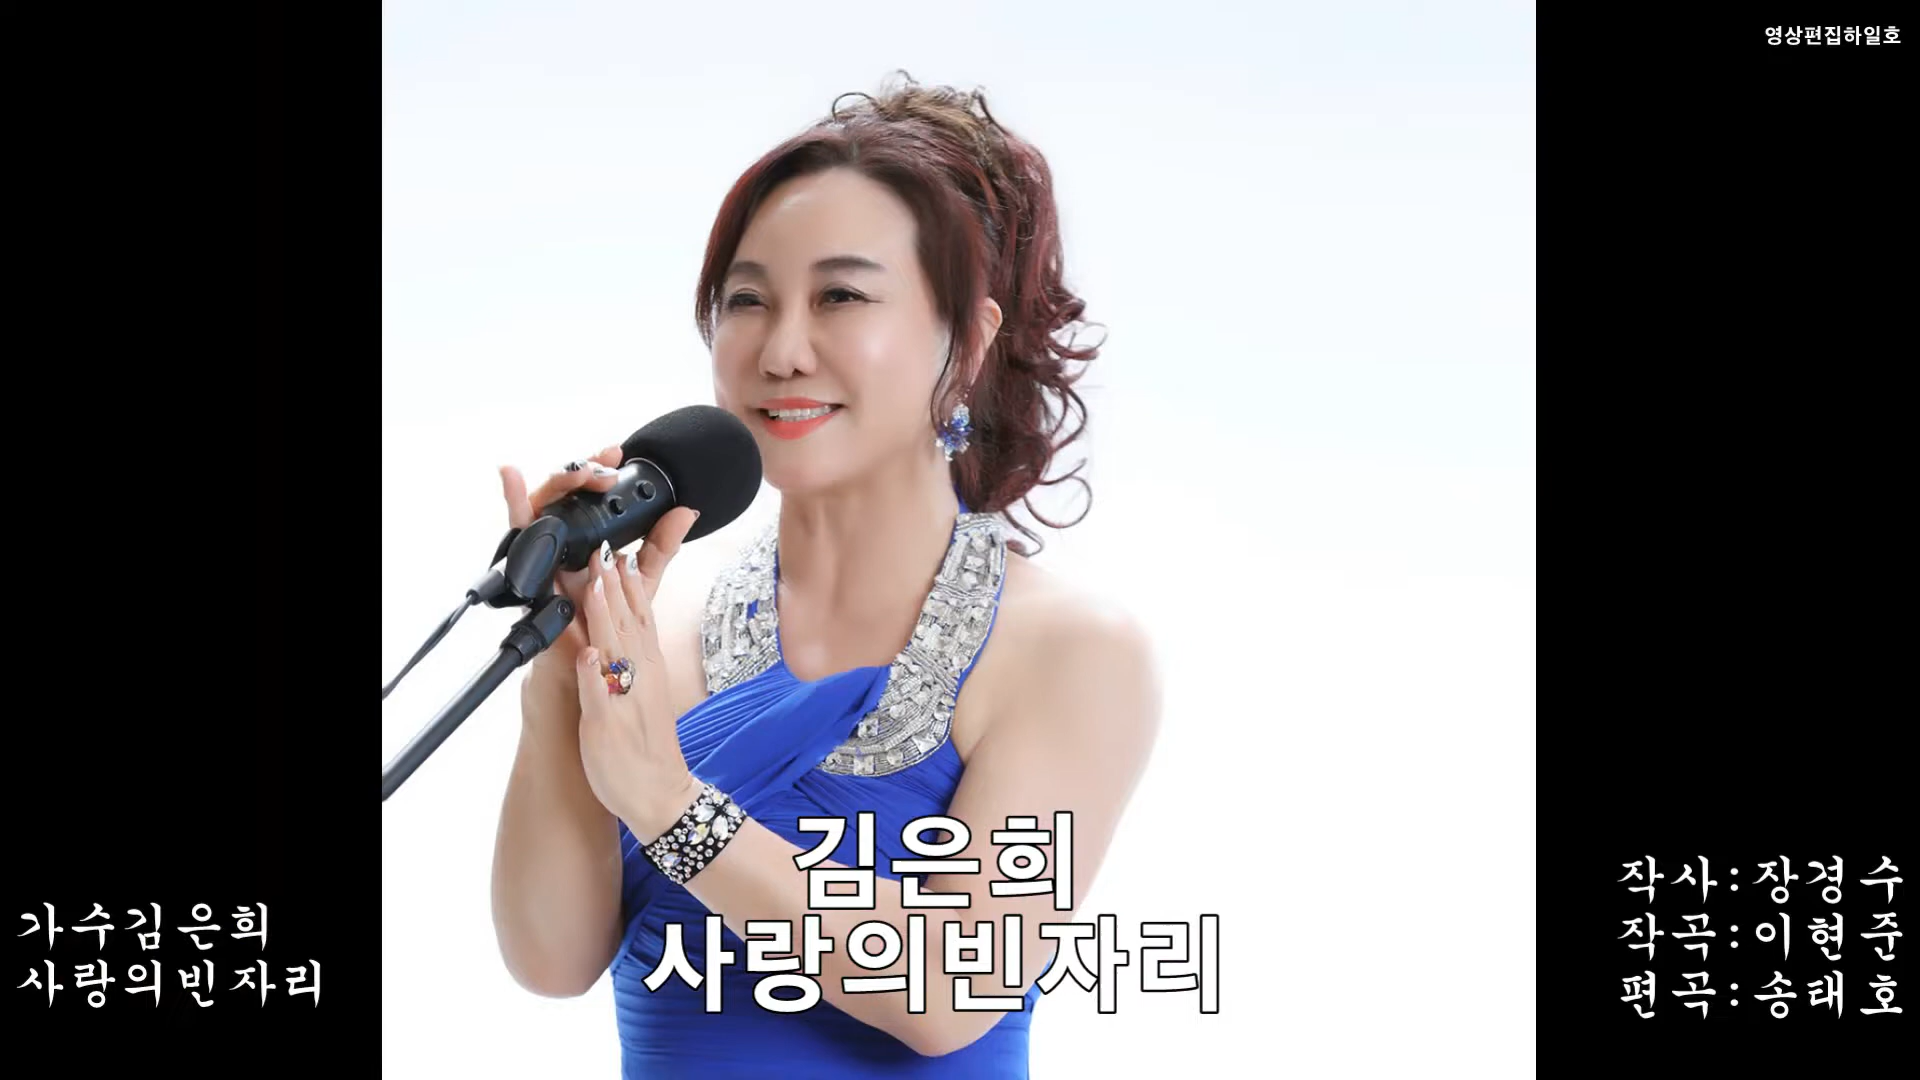 영상편집하일호
김은희
사랑의빈자리
가수김은희
사랑의빈자리
작사:장경수
작곡:이현준
편곡:송태호